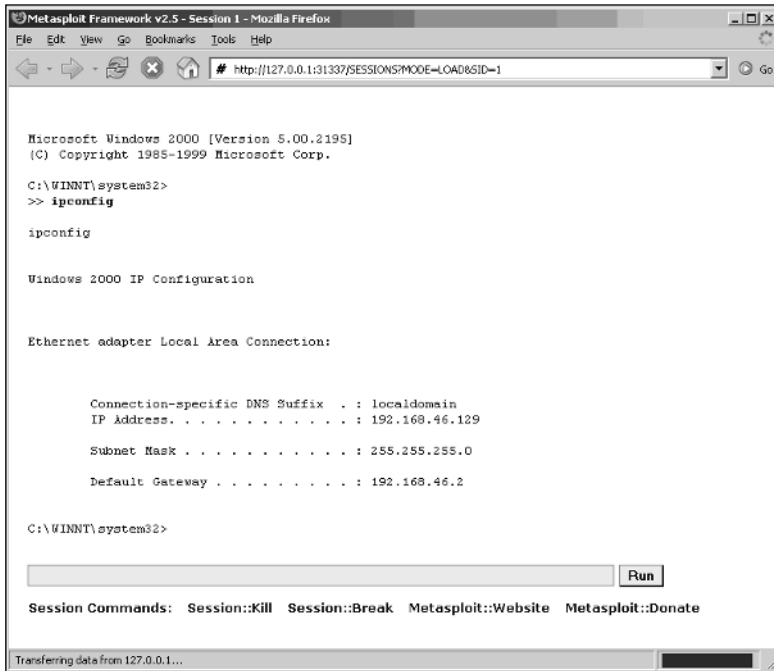 Metasploit Framework v2.5 - Session 1 - Mozilla Firefox
File Edit View Go Bookmarks Tools Help
http://127.0.0.1:31337/SESSIONS?MODE=LOAD&SID=1 Go
Microsoft Windows 2000 [Version 5.00.2195]
(C) Copyright 1985-1999 Microsoft Corp.
C:\WINNT\system32>
>> ipconfig
ipconfig
Windows 2000 IP Configuration
Ethernet adapter Local Area Connection:
Connection-specific DNS Suffix . : localdomain
IP Address. . . . . . . . . . . . : 192.168.46.129
Subnet Mask . . . . . . . . . . . : 255.255.255.0
Default Gateway . . . . . . . . . : 192.168.46.2
C:\WINNT\system32>
Run
Session Commands: Session::Kill Session::Break Metasploit::Website Metasploit::Donate
Transferring data from 127.0.0.1...